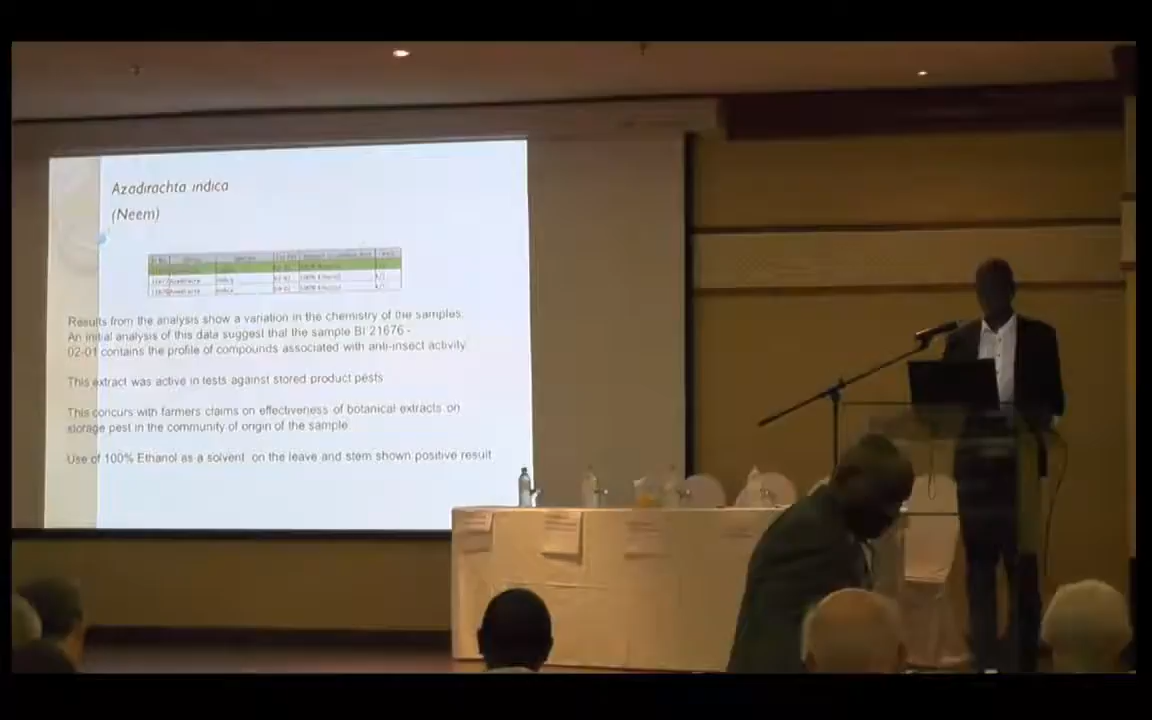 Azadirachta indica
(Neem)
Results from the analysis show a variation in the chemistry of the samples.
An initial analysis of this data suggest that the sample BI 21676 -
02-01 contains the profile of compounds associated with anti-insect activity
This extract was active in tests against stored product pests
This concurs with farmers claims on effectiveness of botanical extracts on
storage pest in the community of origin of the sample
Use of 100% Ethanol as a solvent on the leave and stem shown positive result